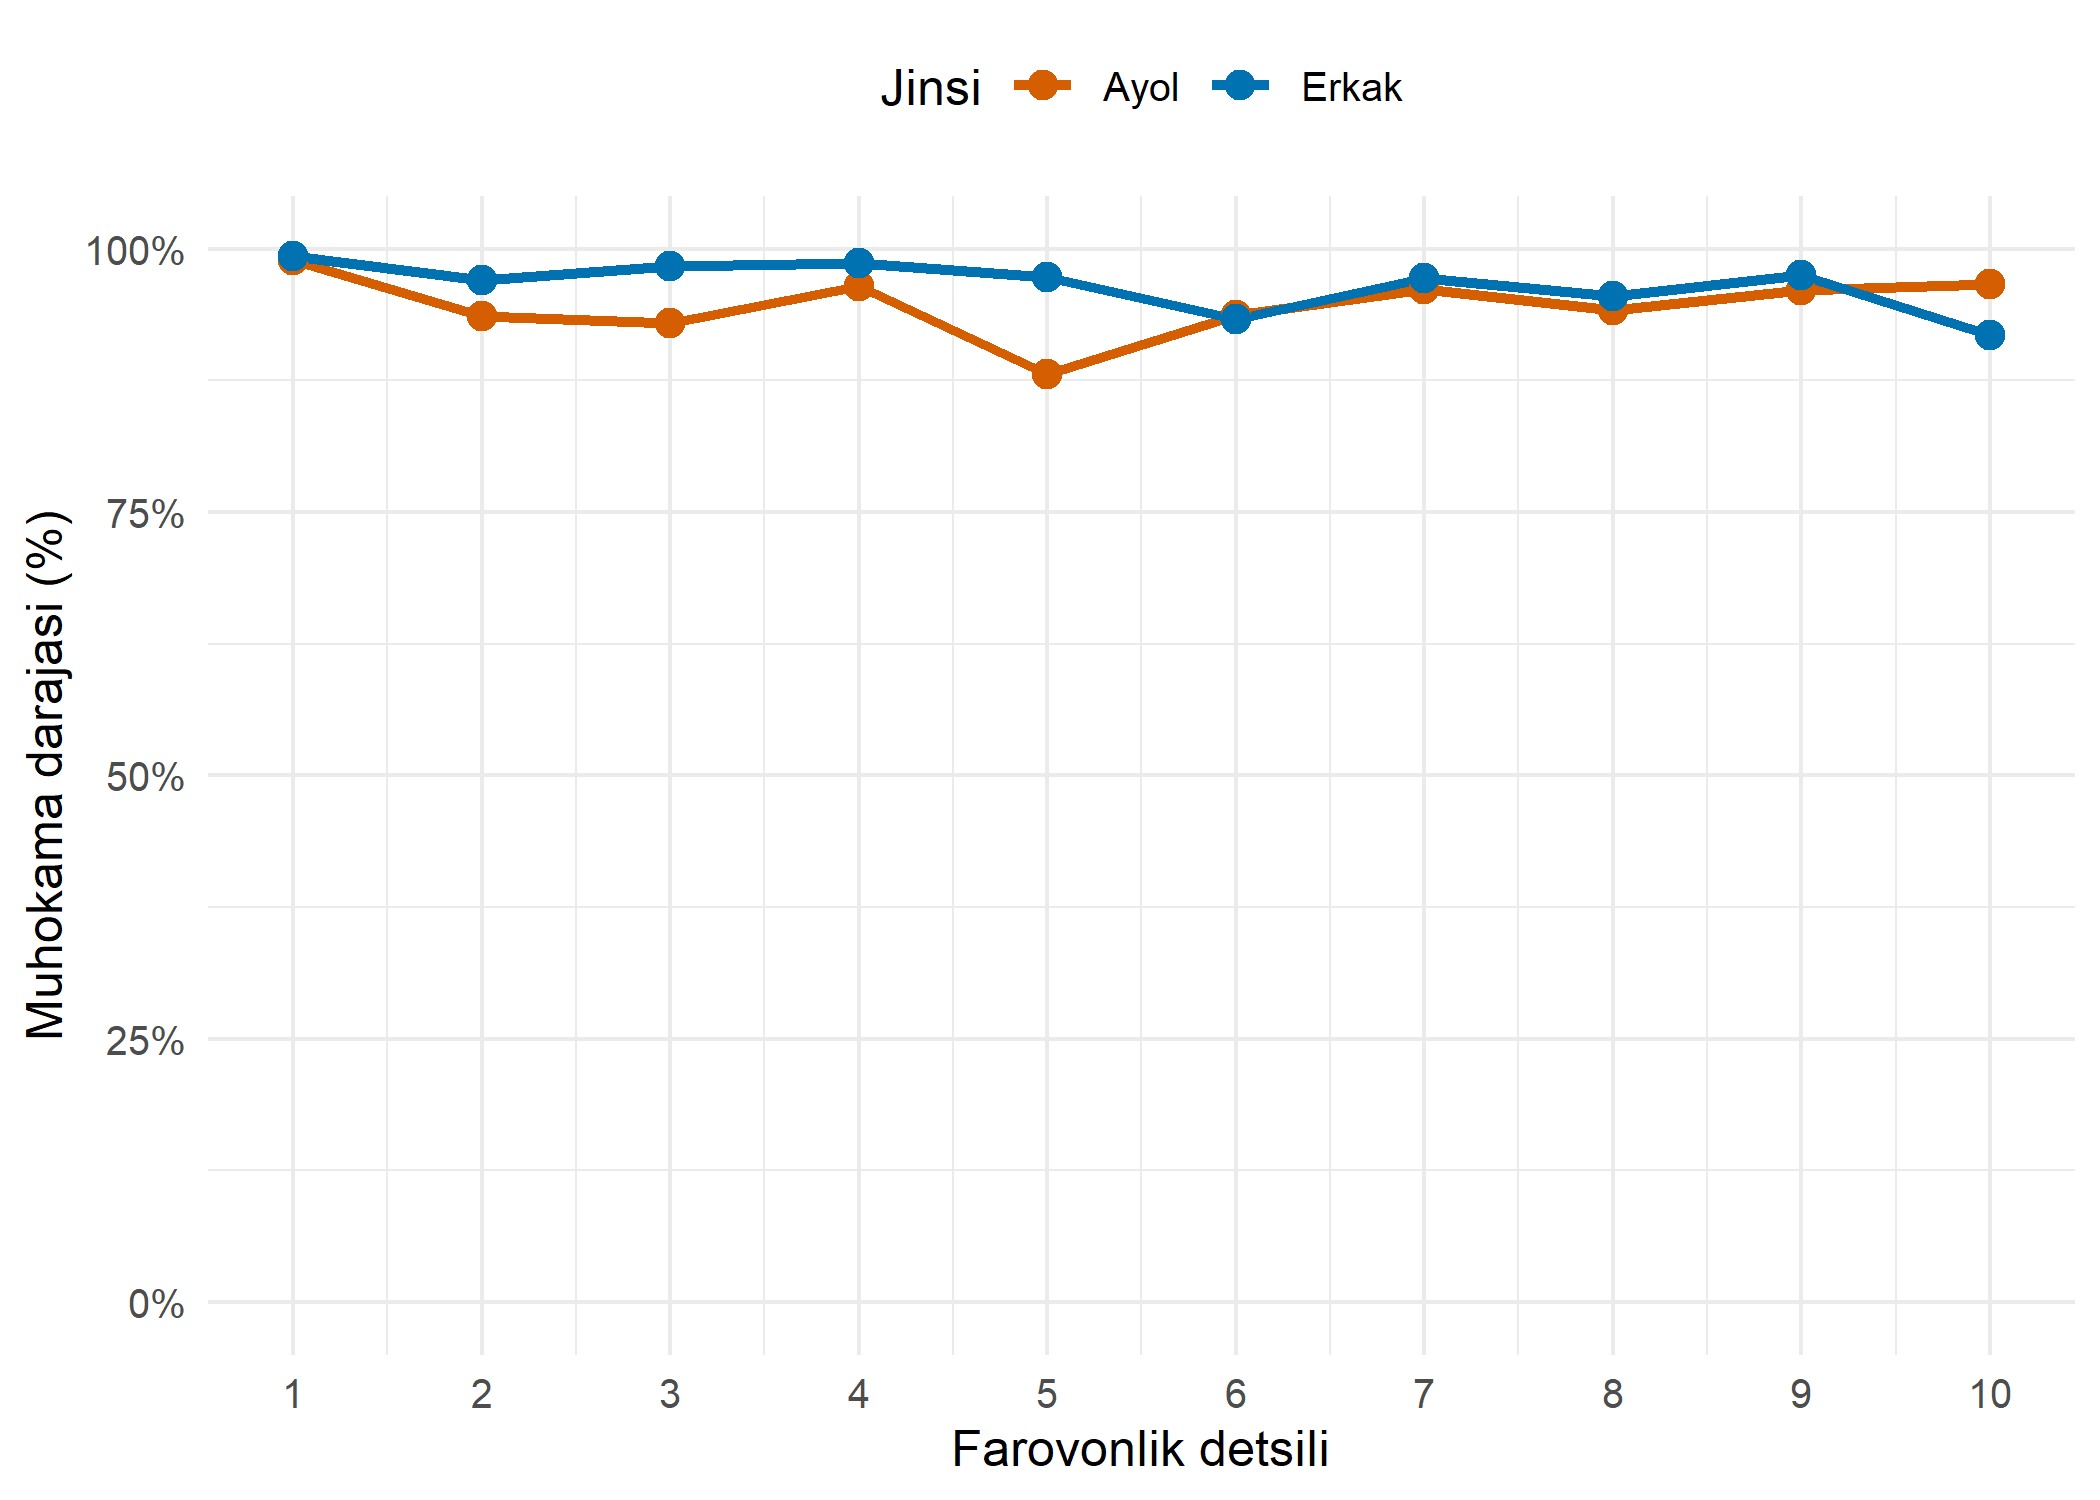 Jinsi Ayol Erkak
100%
75%
50%
25%
0%
Muhokama darajasi (%)
1 2 3 4 5 6 7 8 9 10
Farovonlik detsili